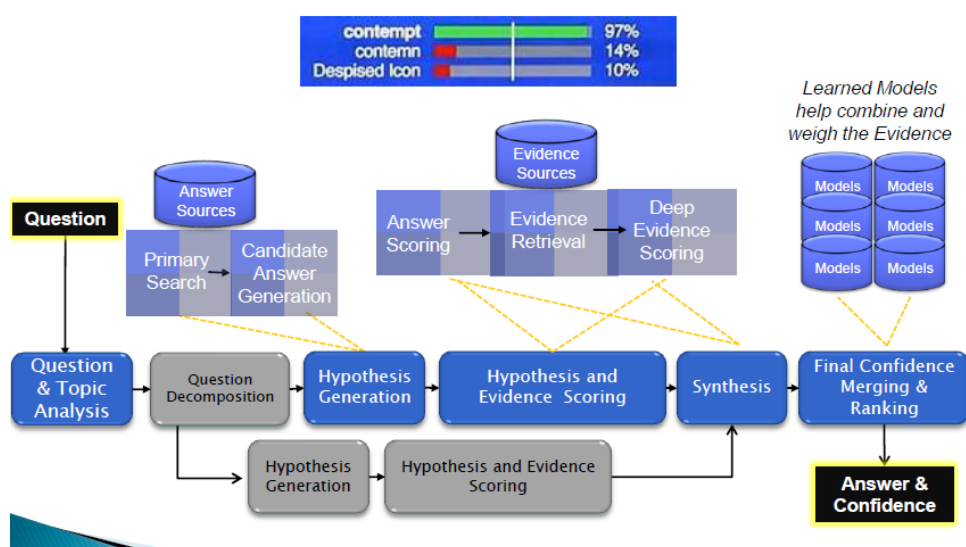 contempt 97%
contemn 14%
Despised Icon 10%
Learned Models
help combine and
weigh the Evidence
Answer
Sources
Evidence
Sources
Models Models
Models Models
Models Models
Question
Primary
Search
Candidate
Answer
Generation
Answer
Scoring
Evidence
Retrieval
Deep
Evidence
Scoring
Question
& Topic
Analysis
Question
Decomposition
Hypothesis
Generation
Hypothesis and
Evidence Scoring
Synthesis
Final Confidence
Merging &
Ranking
Hypothesis
Generation
Hypothesis and Evidence
Scoring
Answer &
Confidence